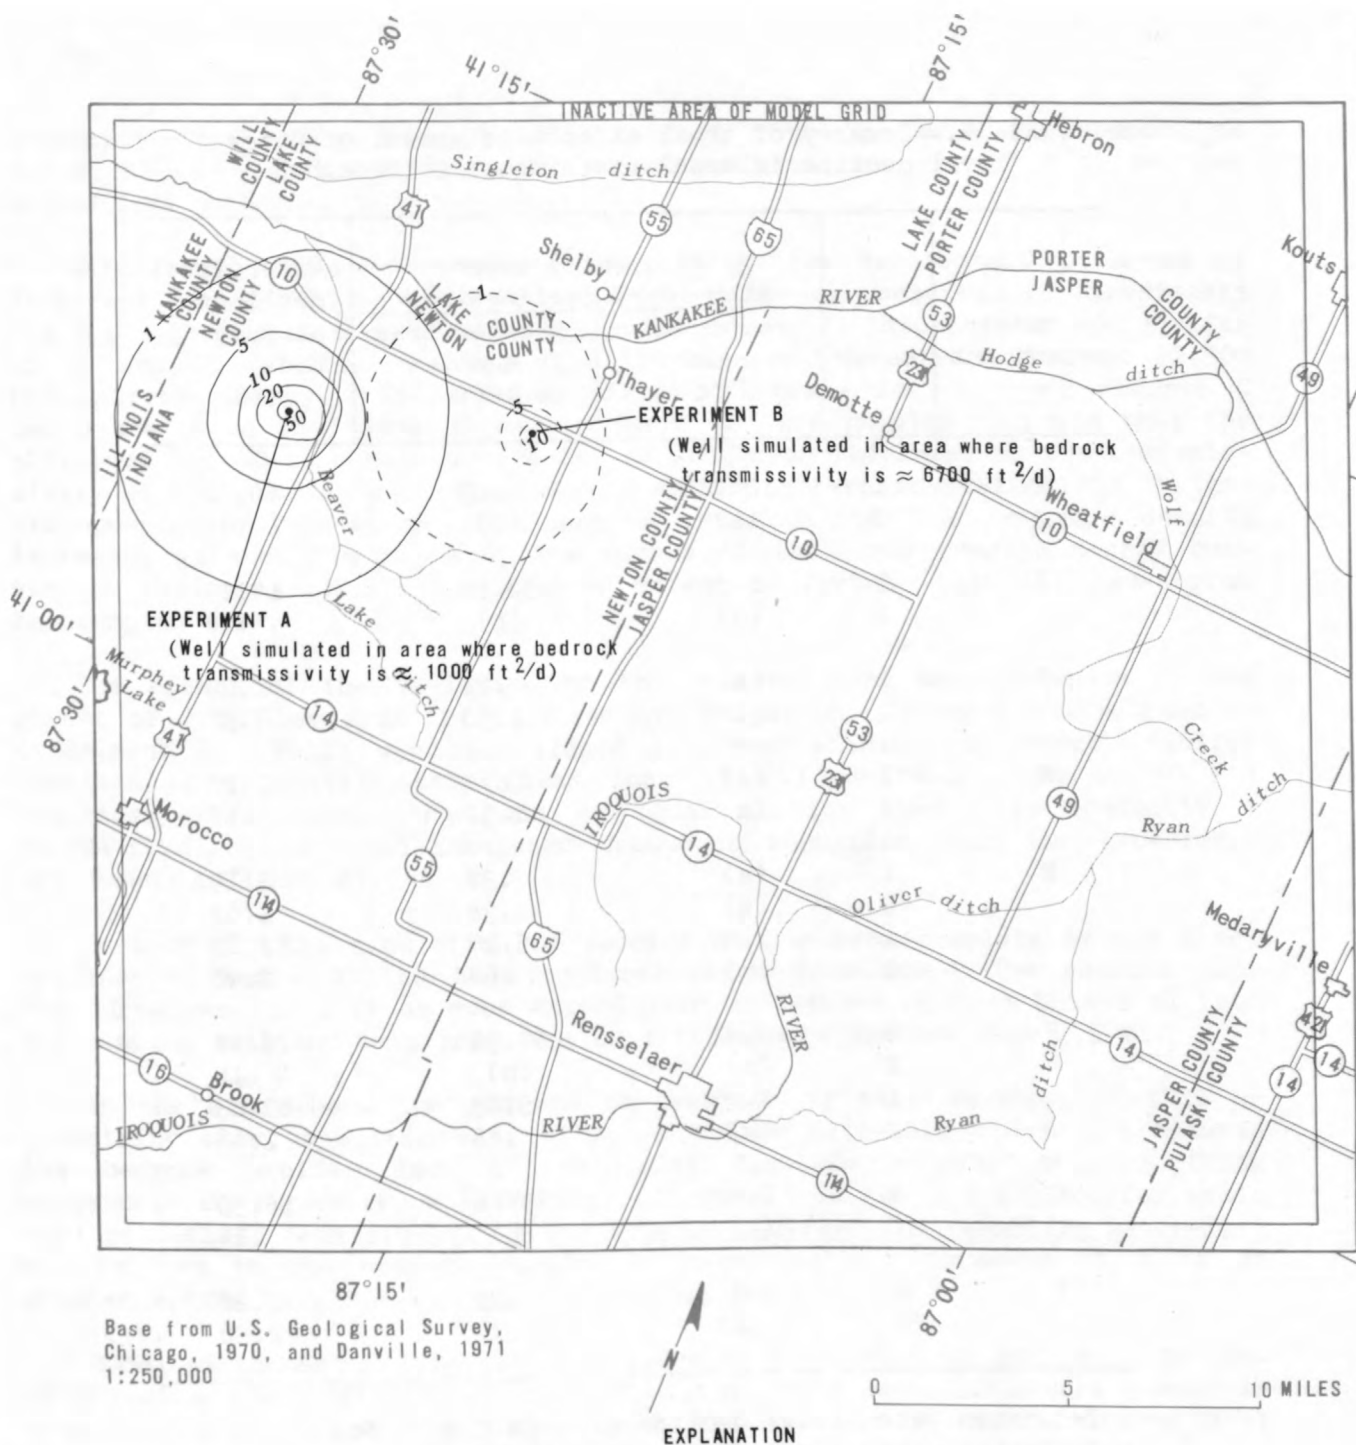 87°30'
41°15'
87°15'
INACTIVE AREA OF MODEL GRID
Hebron
WILL COUNTY
LAKE COUNTY
Singleton ditch
LAKE COUNTY
PORTER COUNTY
41
55
65
Kouts
KANKAKEE COUNTY
NEWTON COUNTY
10
Shelby
PORTER COUNTY
JASPER COUNTY
1
LAKE COUNTY
NEWTON COUNTY
1
KANKAKEE RIVER
53
5
10
20
30
Thayer
231
Hodge ditch
49
Demotte
5
10
EXPERIMENT B
(Well simulated in area where bedrock
transmissivity is ≈ 6700 ft²/d)
ILLINOIS
INDIANA
Beaver
Lake
Ditch
NEWTON COUNTY
JASPER COUNTY
10
Wheatfield
10
Wolf
Creek
41°00'
EXPERIMENT A
(Well simulated in area where bedrock
transmissivity is ≈ 1000 ft²/d)
Murphey
Lake
87°30'
41
14
53
231
Morocco
IROQUOIS
RIVER
14
49
Ryan ditch
55
114
Oliver ditch
65
Medaryville
421
Rensselaer
14
14
14
16
Brook
IROQUOIS RIVER
Ryan ditch
JASPER COUNTY
PULASKI COUNTY
114
87°15'
87°00'
Base from U.S. Geological Survey,
Chicago, 1970, and Danville, 1971
1:250,000
N
0 5 10 MILES
EXPLANATION